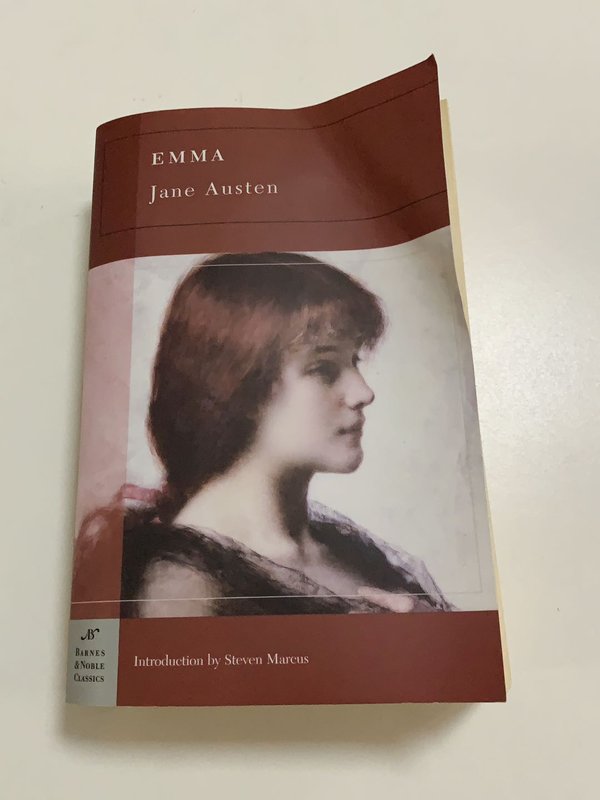 EMMA
Jane Austen
BARNES
& NOBLE
CLASSICS
Introduction by Steven Marcus